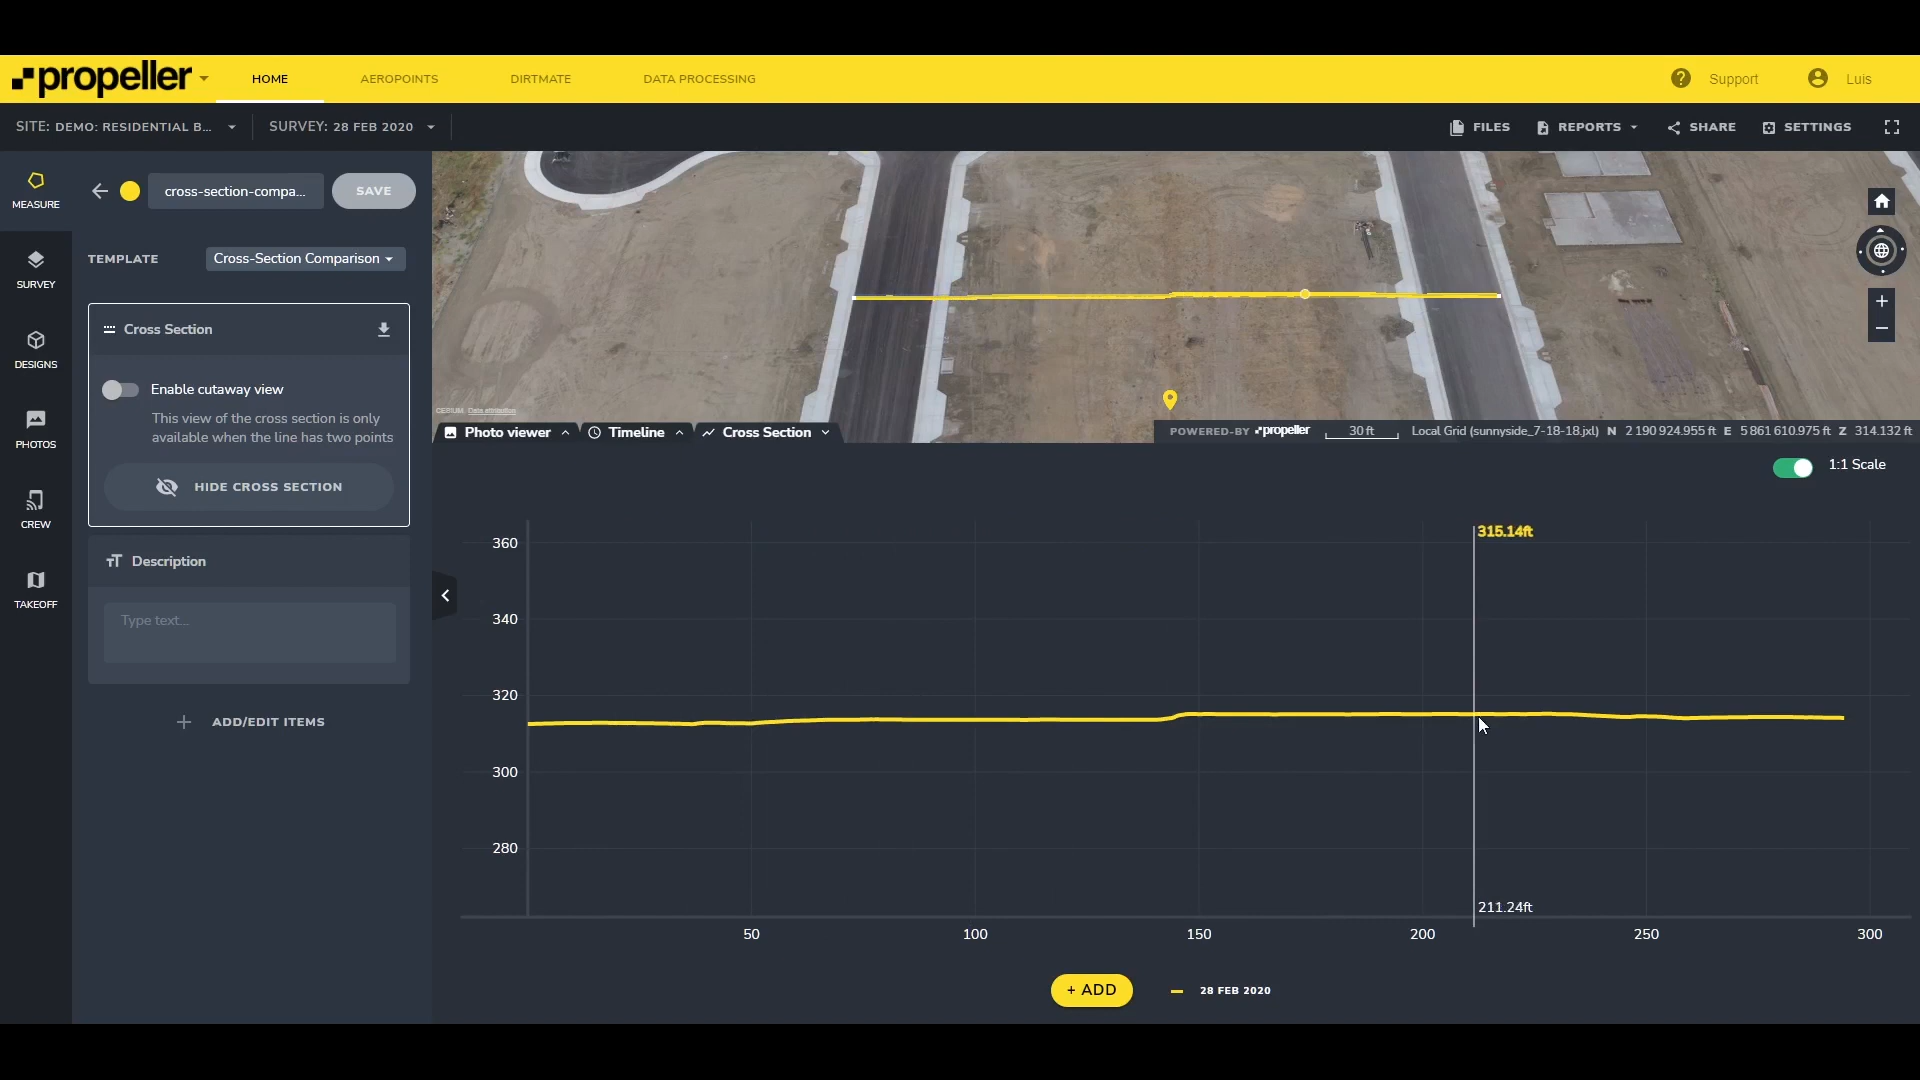 propeller
HOME
AEROPOINTS
DIRTMATE
DATA PROCESSING
Support
Luis
SITE: DEMO: RESIDENTIAL B...
SURVEY: 28 FEB 2020
FILES
REPORTS
SHARE
SETTINGS
MEASURE
cross-section-compa...
SAVE
SURVEY
TEMPLATE
Cross-Section Comparison
DESIGNS
Cross Section
Enable cutaway view
This view of the cross section is only
available when the line has two points
PHOTOS
HIDE CROSS SECTION
CREW
Description
TAKEOFF
Type text...
ADD/EDIT ITEMS
CESIUM. Data attribution
Photo viewer
Timeline
Cross Section
POWERED-BY propeller
30 ft
Local Grid (sunnyside_7-18-18.jxl) N 2 190 924.955 ft E 5 861 610.975 ft Z 314.132 ft
1:1 Scale
315.14ft
360
340
320
300
280
211.24ft
50
100
150
200
250
300
+ ADD
28 FEB 2020